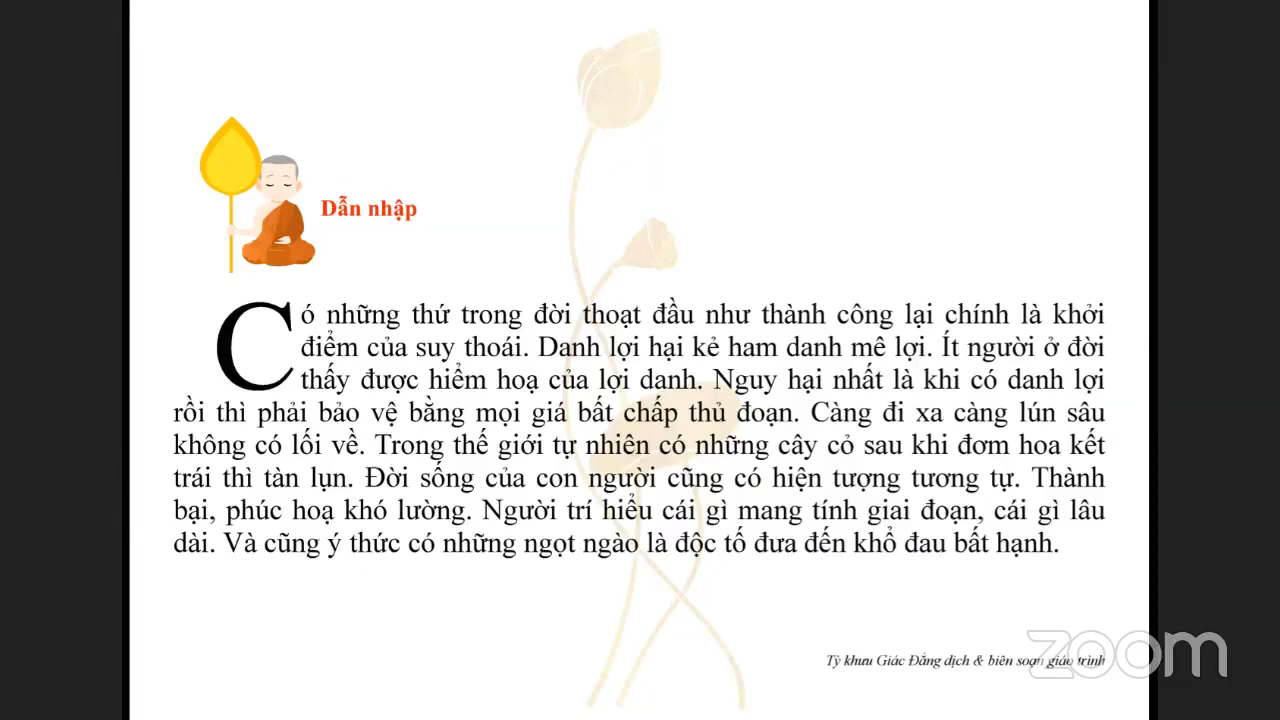 Dẫn nhập
Có những thứ trong đời thoạt đầu như thành công lại chính là khởi
điểm của suy thoái. Danh lợi hại kẻ ham danh mê lợi. Ít người ở đời
thấy được hiểm hoạ của lợi danh. Nguy hại nhất là khi có danh lợi
rồi thì phải bảo vệ bằng mọi giá bất chấp thủ đoạn. Càng đi xa càng lún sâu
không có lối về. Trong thế giới tự nhiên có những cây cỏ sau khi đơm hoa kết
trái thì tàn lụn. Đời sống của con người cũng có hiện tượng tương tự. Thành
bại, phúc hoạ khó lường. Người trí hiểu cái gì mang tính giai đoạn, cái gì lâu
dài. Và cũng ý thức có những ngọt ngào là độc tố đưa đến khổ đau bất hạnh.
Tỳ khưu Giác Đẳng dịch & biên soạn giáo trình
zoom